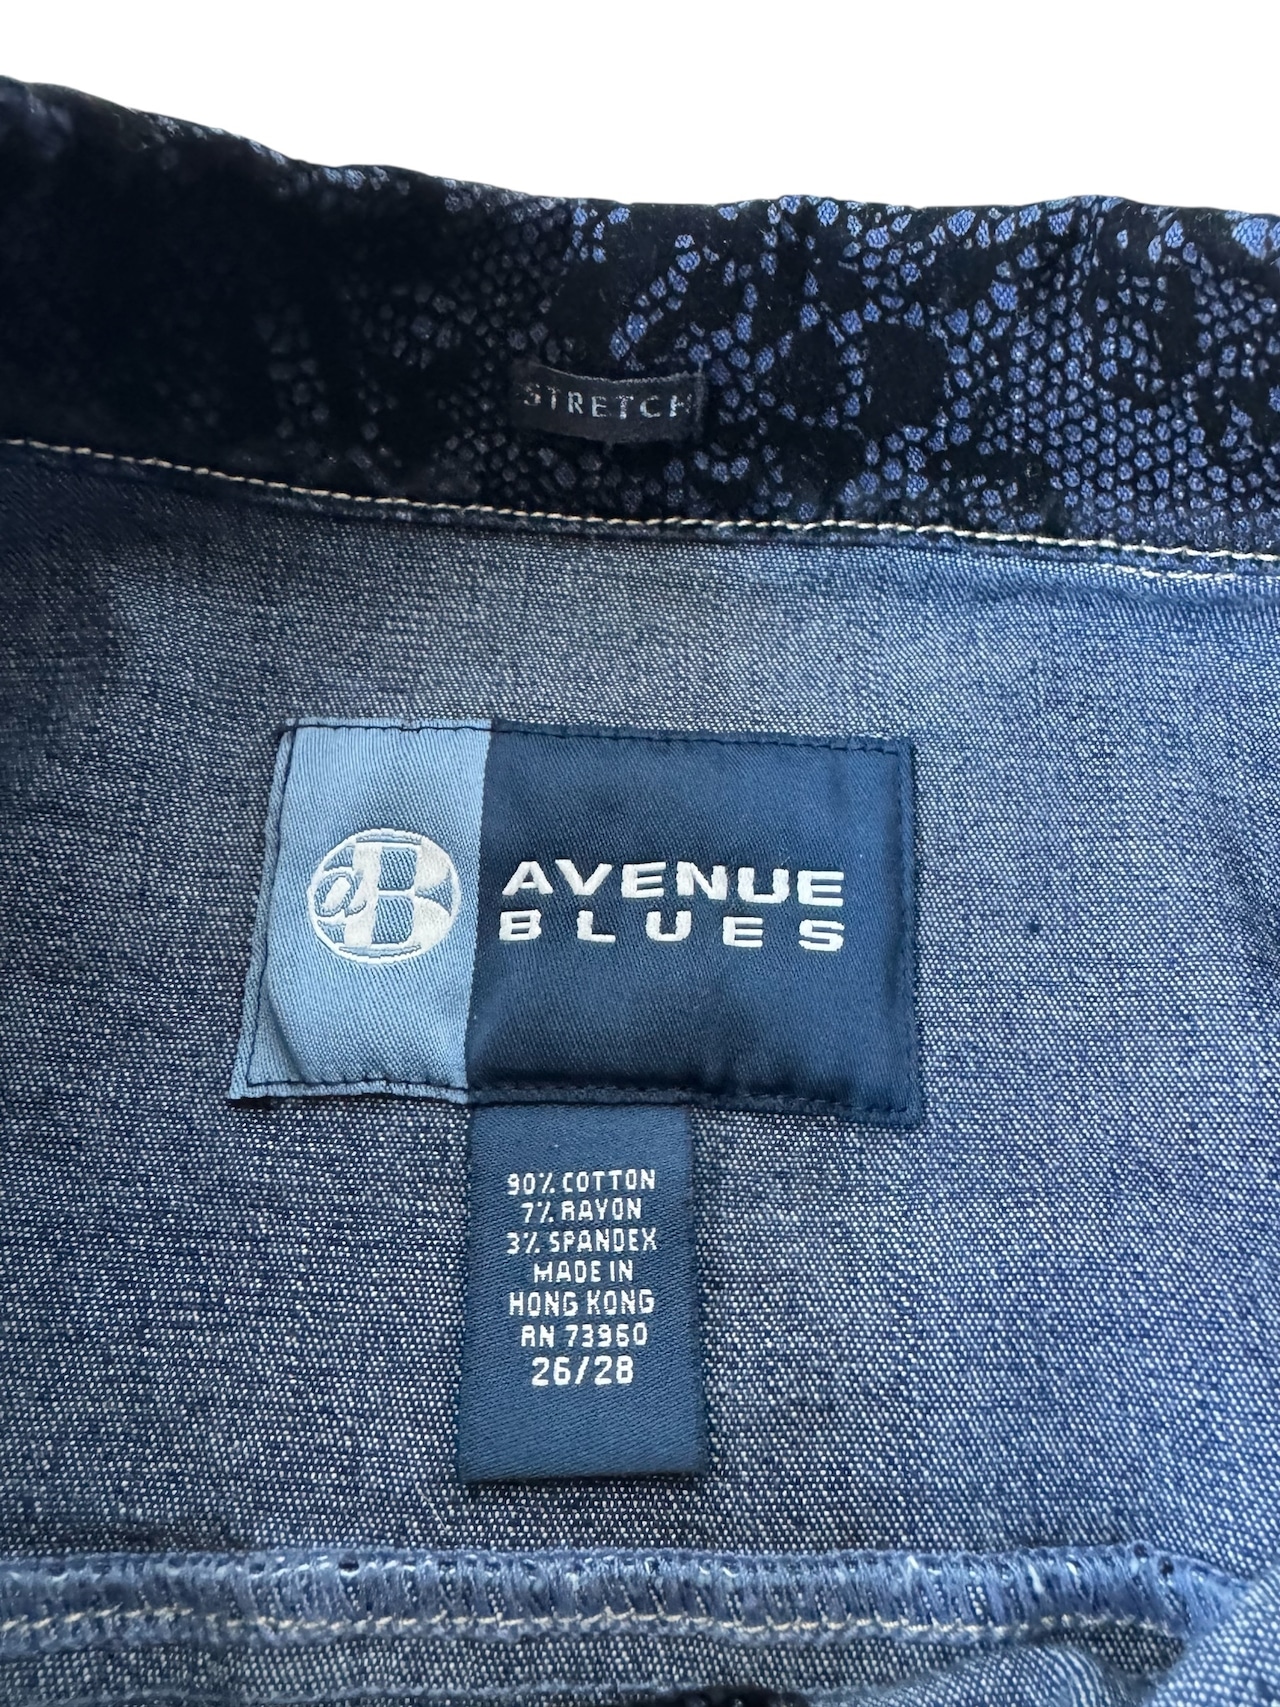 STRETCH
aB AVENUE
BLUES
90% COTTON
7% RAYON
3% SPANDEX
MADE IN
HONG KONG
RN 73960
26/28